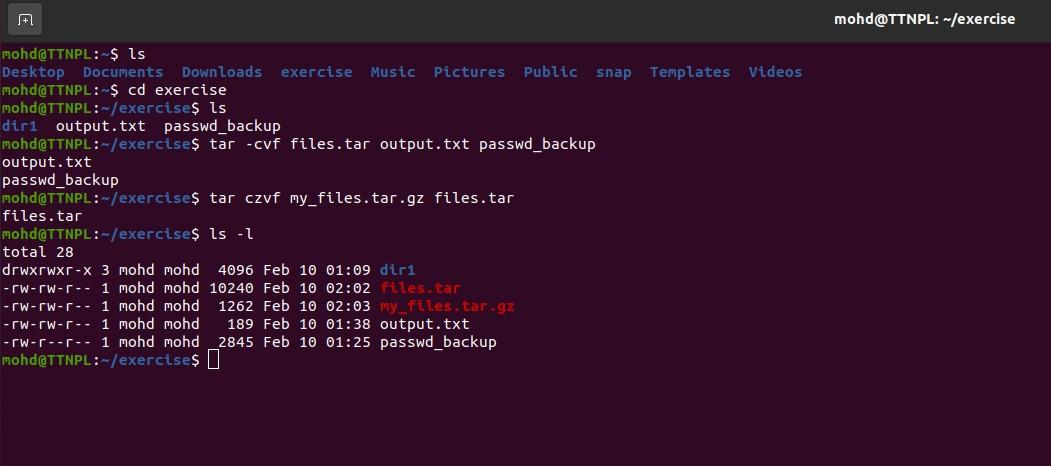 mohd@TTNPL: ~/exercise
mohd@TTNPL:~$ ls
Desktop  Documents  Downloads  exercise  Music  Pictures  Public  snap  Templates  Videos
mohd@TTNPL:~$ cd exercise
mohd@TTNPL:~/exercise$ ls
dir1  output.txt  passwd_backup
mohd@TTNPL:~/exercise$ tar -cvf files.tar output.txt passwd_backup
output.txt
passwd_backup
mohd@TTNPL:~/exercise$ tar czvf my_files.tar.gz files.tar
files.tar
mohd@TTNPL:~/exercise$ ls -l
total 28
drwxrwxr-x 3 mohd mohd  4096 Feb 10 01:09 dir1
-rw-rw-r-- 1 mohd mohd 10240 Feb 10 02:02 files.tar
-rw-rw-r-- 1 mohd mohd  1262 Feb 10 02:03 my_files.tar.gz
-rw-rw-r-- 1 mohd mohd   189 Feb 10 01:38 output.txt
-rw-r--r-- 1 mohd mohd  2845 Feb 10 01:25 passwd_backup
mohd@TTNPL:~/exercise$